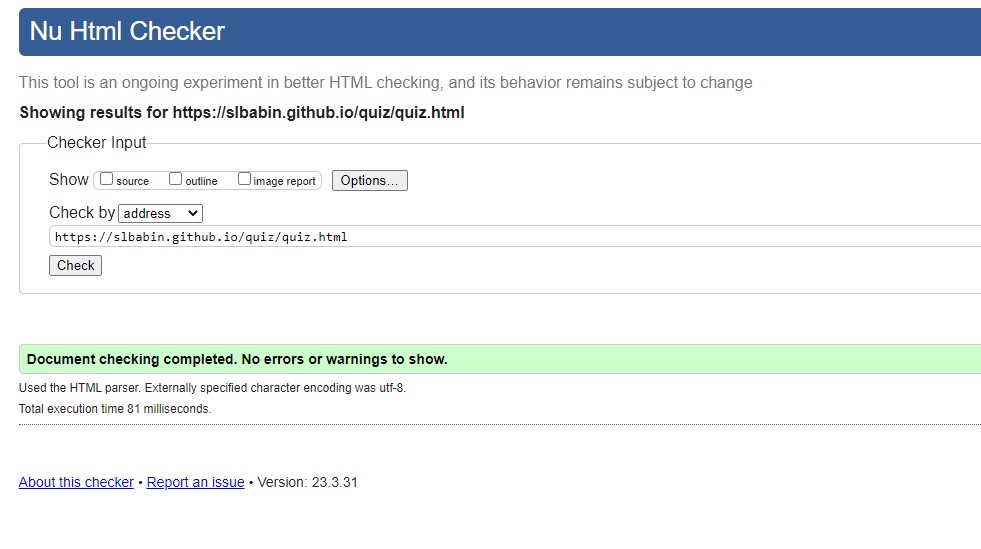 Nu Html Checker
This tool is an ongoing experiment in better HTML checking, and its behavior remains subject to change
Showing results for https://slbabin.github.io/quiz/quiz.html
Checker Input
Show source outline image report Options...
Check by address
https://slbabin.github.io/quiz/quiz.html
Check
Document checking completed. No errors or warnings to show.
Used the HTML parser. Externally specified character encoding was utf-8.
Total execution time 81 milliseconds.
About this checker • Report an issue • Version: 23.3.31